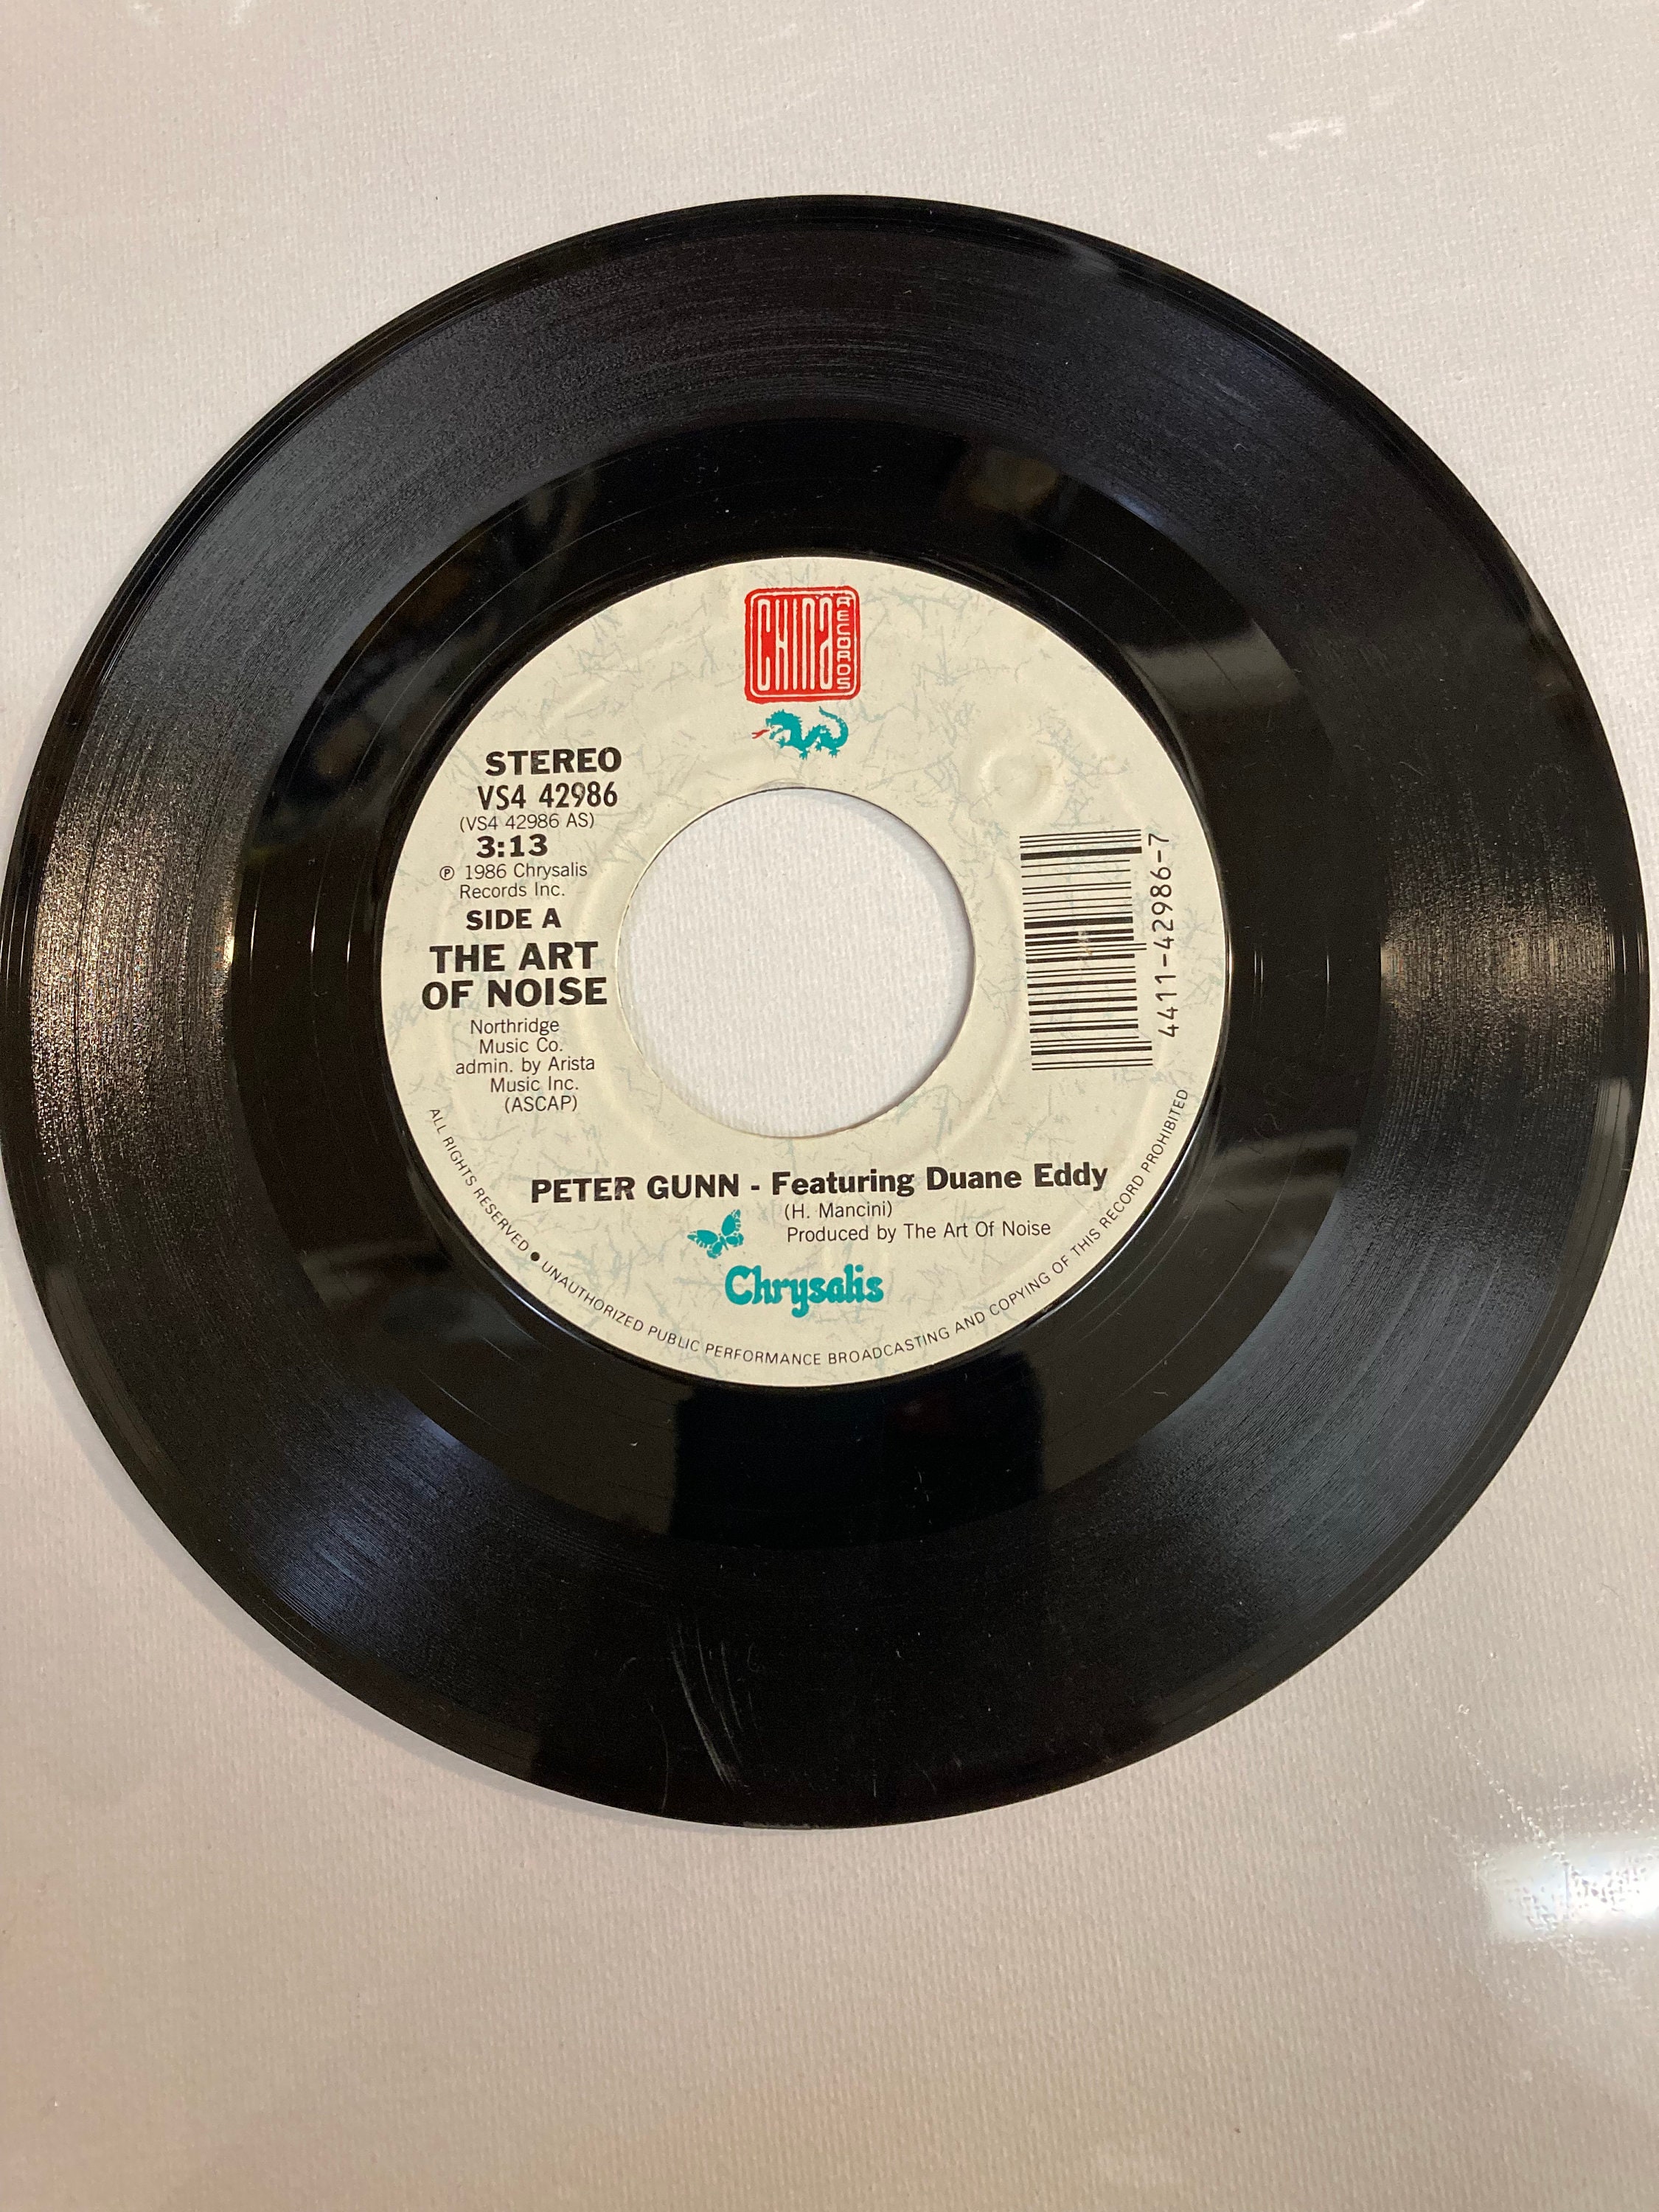 CHINA RECORDS
STEREO
VS4 42986
(VS4 42986 AS)
3:13
℗ 1986 Chrysalis
Records Inc.
SIDE A
THE ART
OF NOISE
Northridge
Music Co.
admin. by Arista
Music Inc.
(ASCAP)
4411-42986-7
PETER GUNN - Featuring Duane Eddy
(H. Mancini)
Produced by The Art Of Noise
Chrysalis
ALL RIGHTS RESERVED ● UNAUTHORIZED PUBLIC PERFORMANCE BROADCASTING AND COPYING OF THIS RECORD PROHIBITED